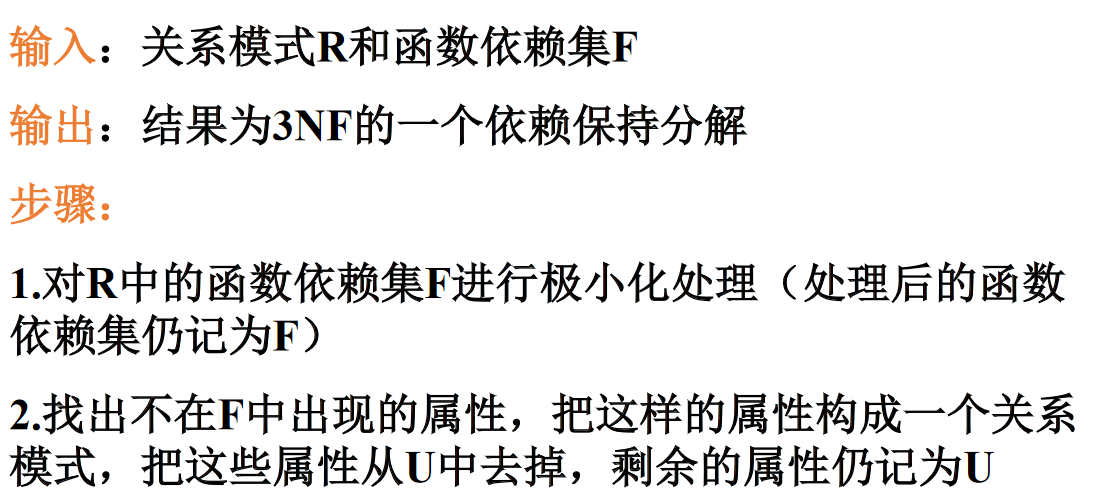 输入：关系模式R和函数依赖集F
输出：结果为3NF的一个依赖保持分解
步骤：
1.对R中的函数依赖集F进行极小化处理（处理后的函数
依赖集仍记为F）
2.找出不在F中出现的属性，把这样的属性构成一个关系
模式，把这些属性从U中去掉，剩余的属性仍记为U